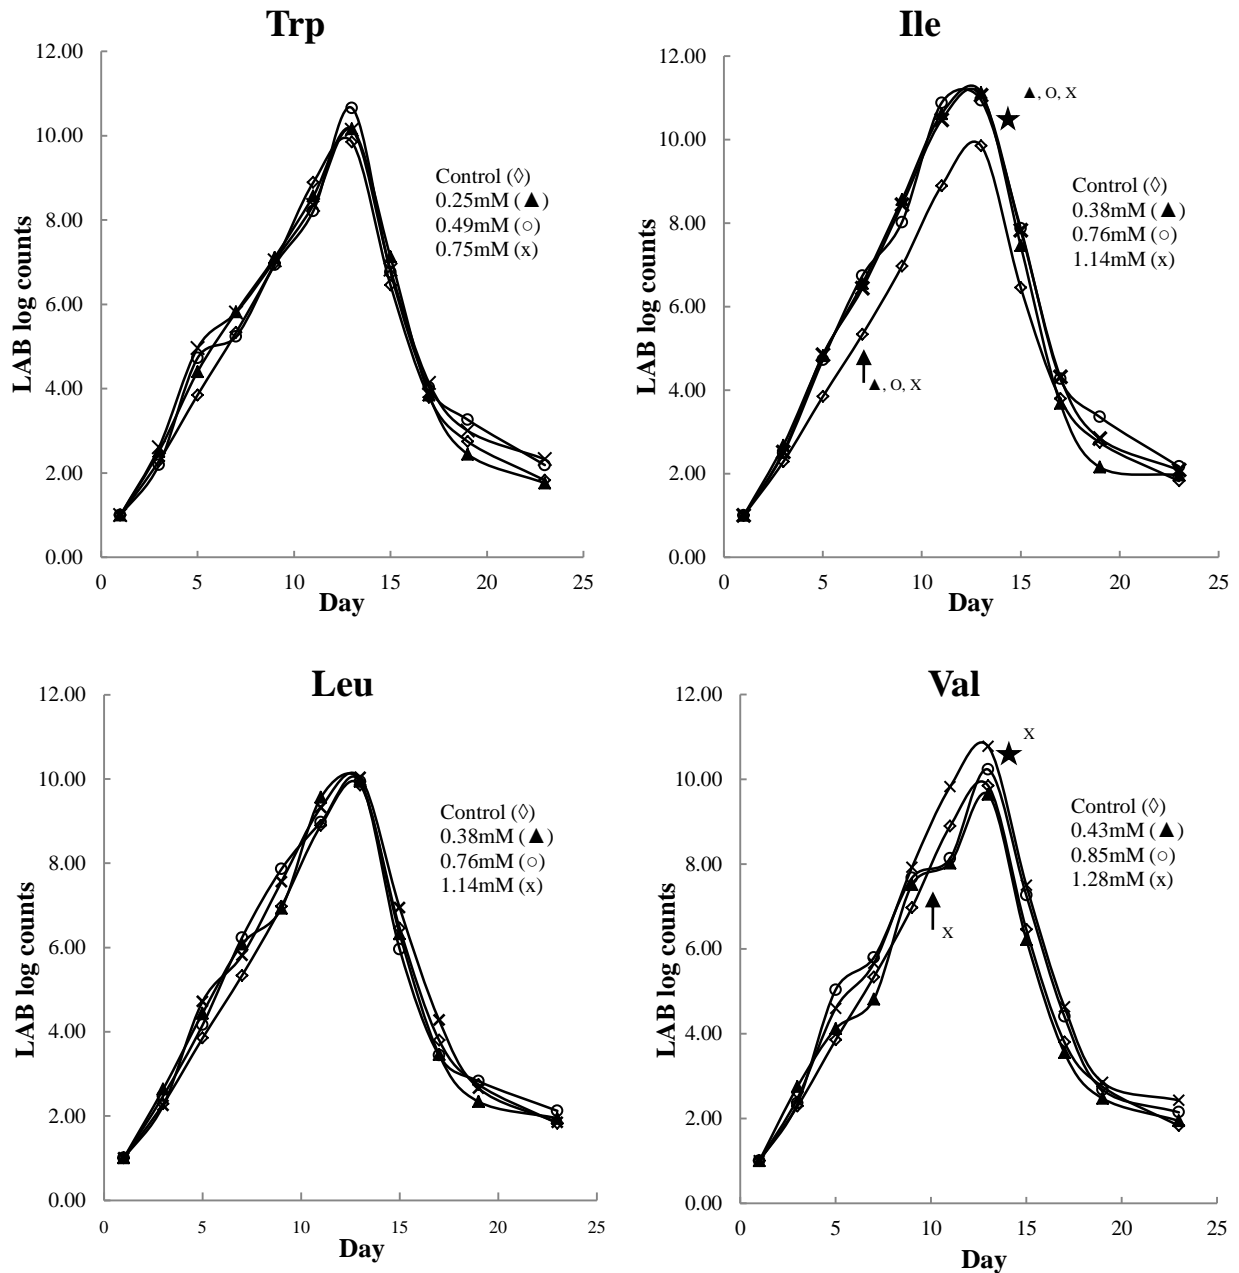 Trp
12.00
10.00
8.00
6.00
4.00
2.00
0.00
LAB log counts
Control (◊)
0.25mM (▲)
0.49mM (○)
0.75mM (x)
0 5 10 15 20 25
Day
Ile
12.00
10.00
8.00
6.00
4.00
2.00
0.00
LAB log counts
▲, O, X
Control (◊)
0.38mM (▲)
0.76mM (○)
1.14mM (x)
▲, O, X
0 5 10 15 20 25
Day
Leu
12.00
10.00
8.00
6.00
4.00
2.00
0.00
LAB log counts
Control (◊)
0.38mM (▲)
0.76mM (○)
1.14mM (x)
0 5 10 15 20 25
Day
Val
12.00
10.00
8.00
6.00
4.00
2.00
0.00
LAB log counts
X
Control (◊)
0.43mM (▲)
0.85mM (○)
1.28mM (x)
X
0 5 10 15 20 25
Day